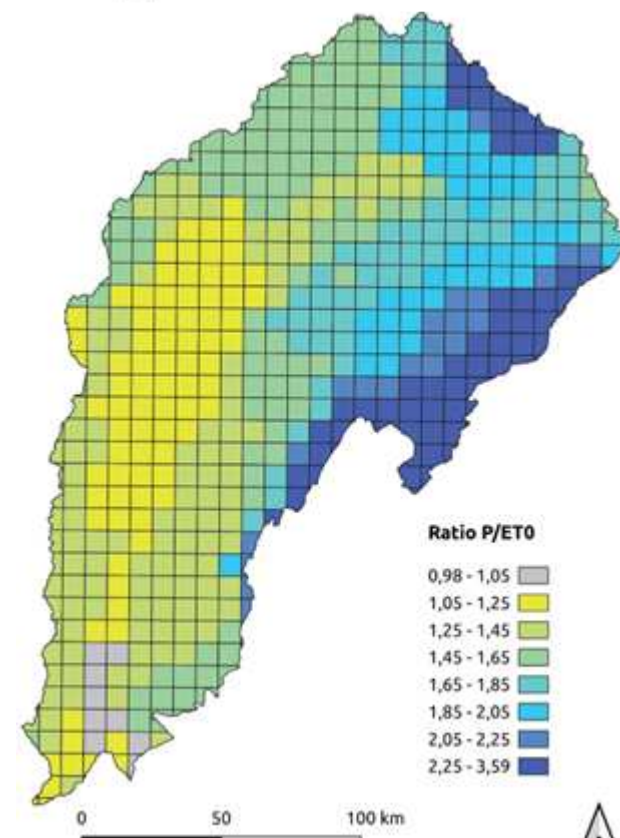 Ratio P/ET0
0,98 - 1,05
1,05 - 1,25
1,25 - 1,45
1,45 - 1,65
1,65 - 1,85
1,85 - 2,05
2,05 - 2,25
2,25 - 3,59
0 50 100 km